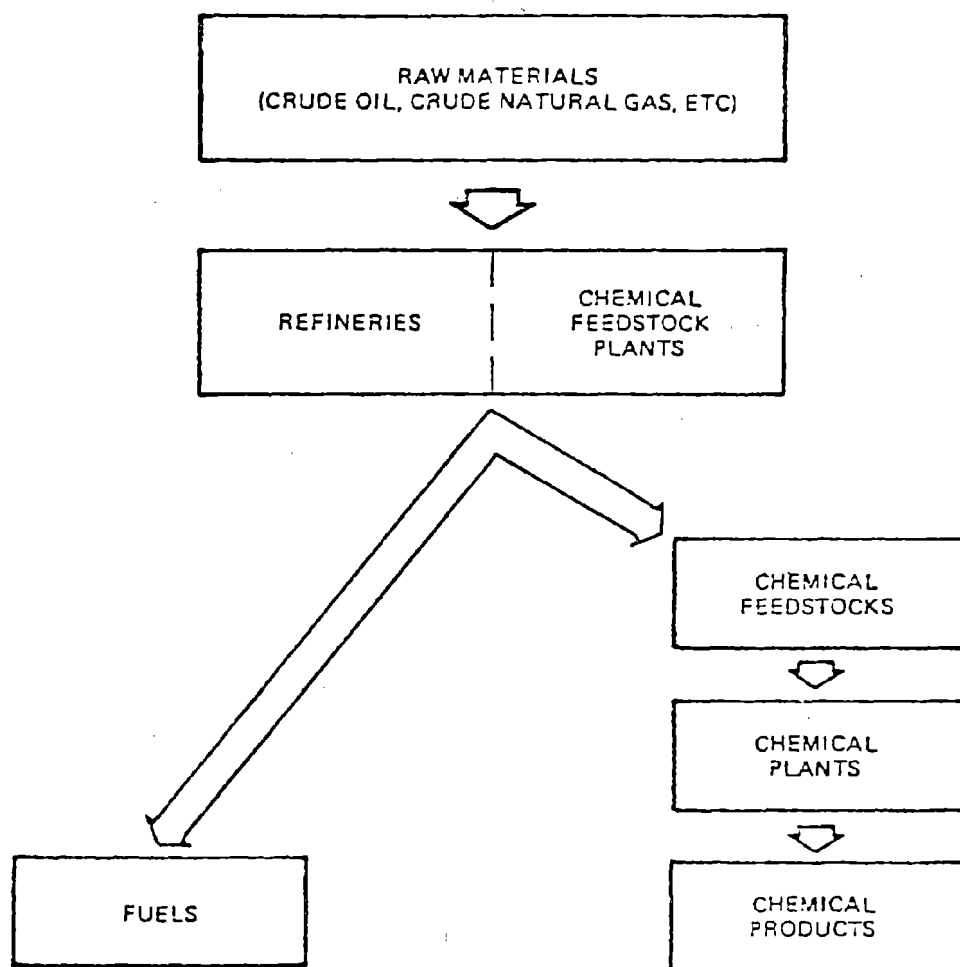 RAW MATERIALS
(CRUDE OIL, CRUDE NATURAL GAS, ETC)
REFINERIES
CHEMICAL
FEEDSTOCK
PLANTS
CHEMICAL
FEEDSTOCKS
CHEMICAL
PLANTS
FUELS
CHEMICAL
PRODUCTS